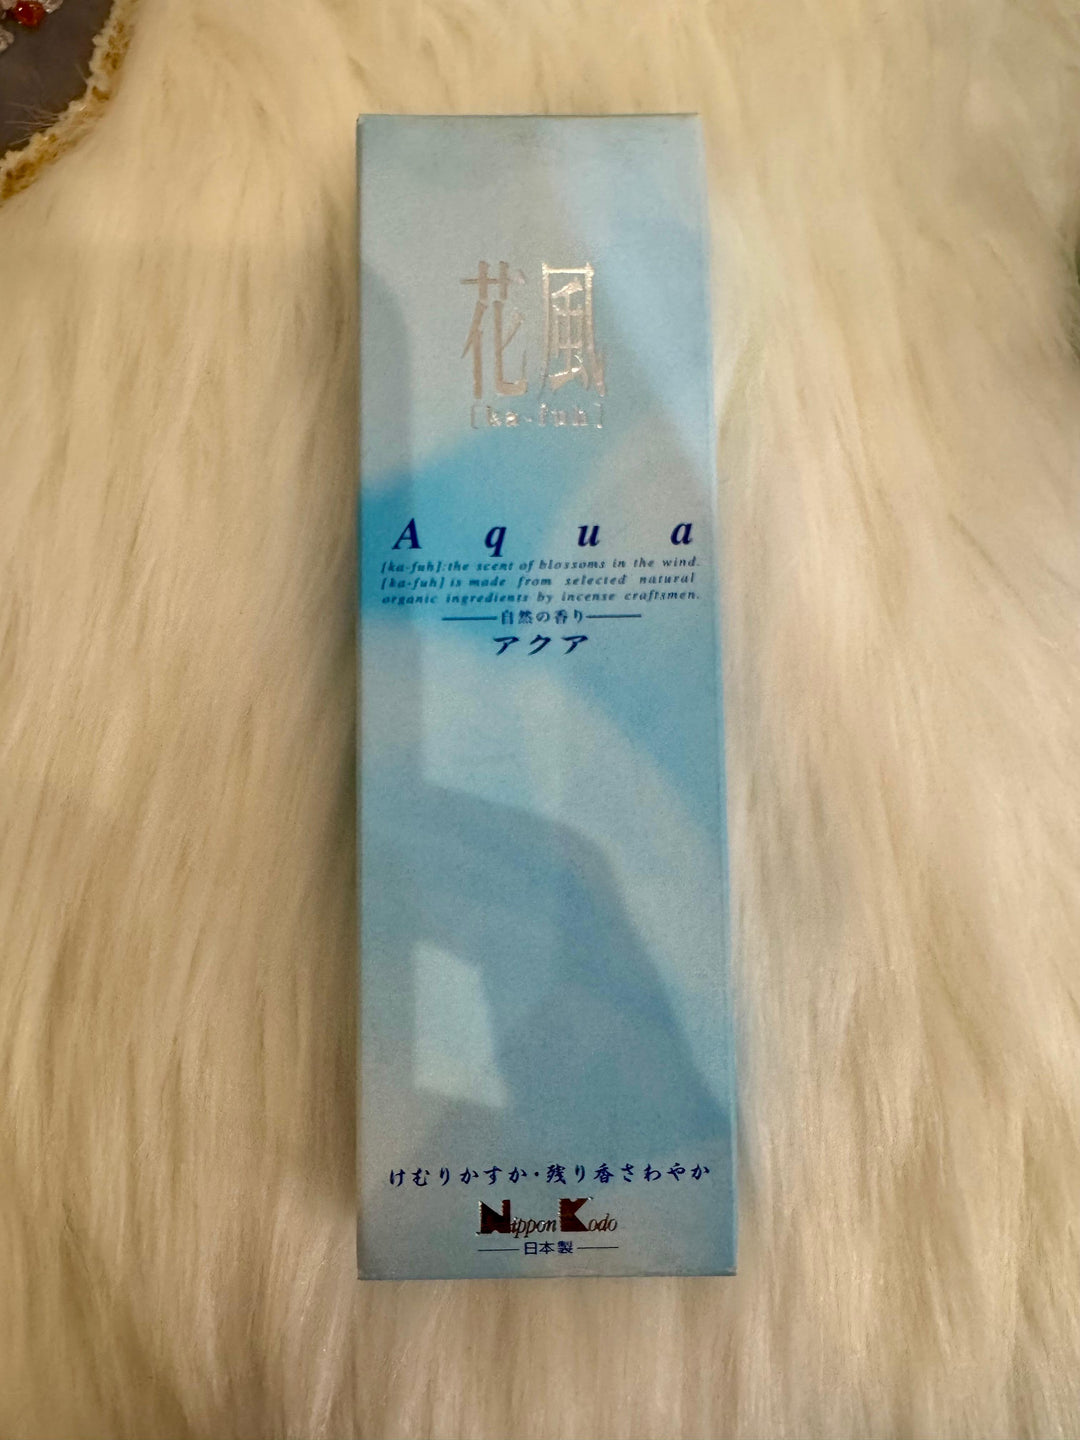 花風
[ka-fuh]
Aqua
[ka-fuh]:the scent of blossoms in the wind.
[ka-fuh] is made from selected natural
organic ingredients by incense craftsmen.
自然の香り
アクア
けむりかすか・残り香さわやか
Nippon Kodo
日本製